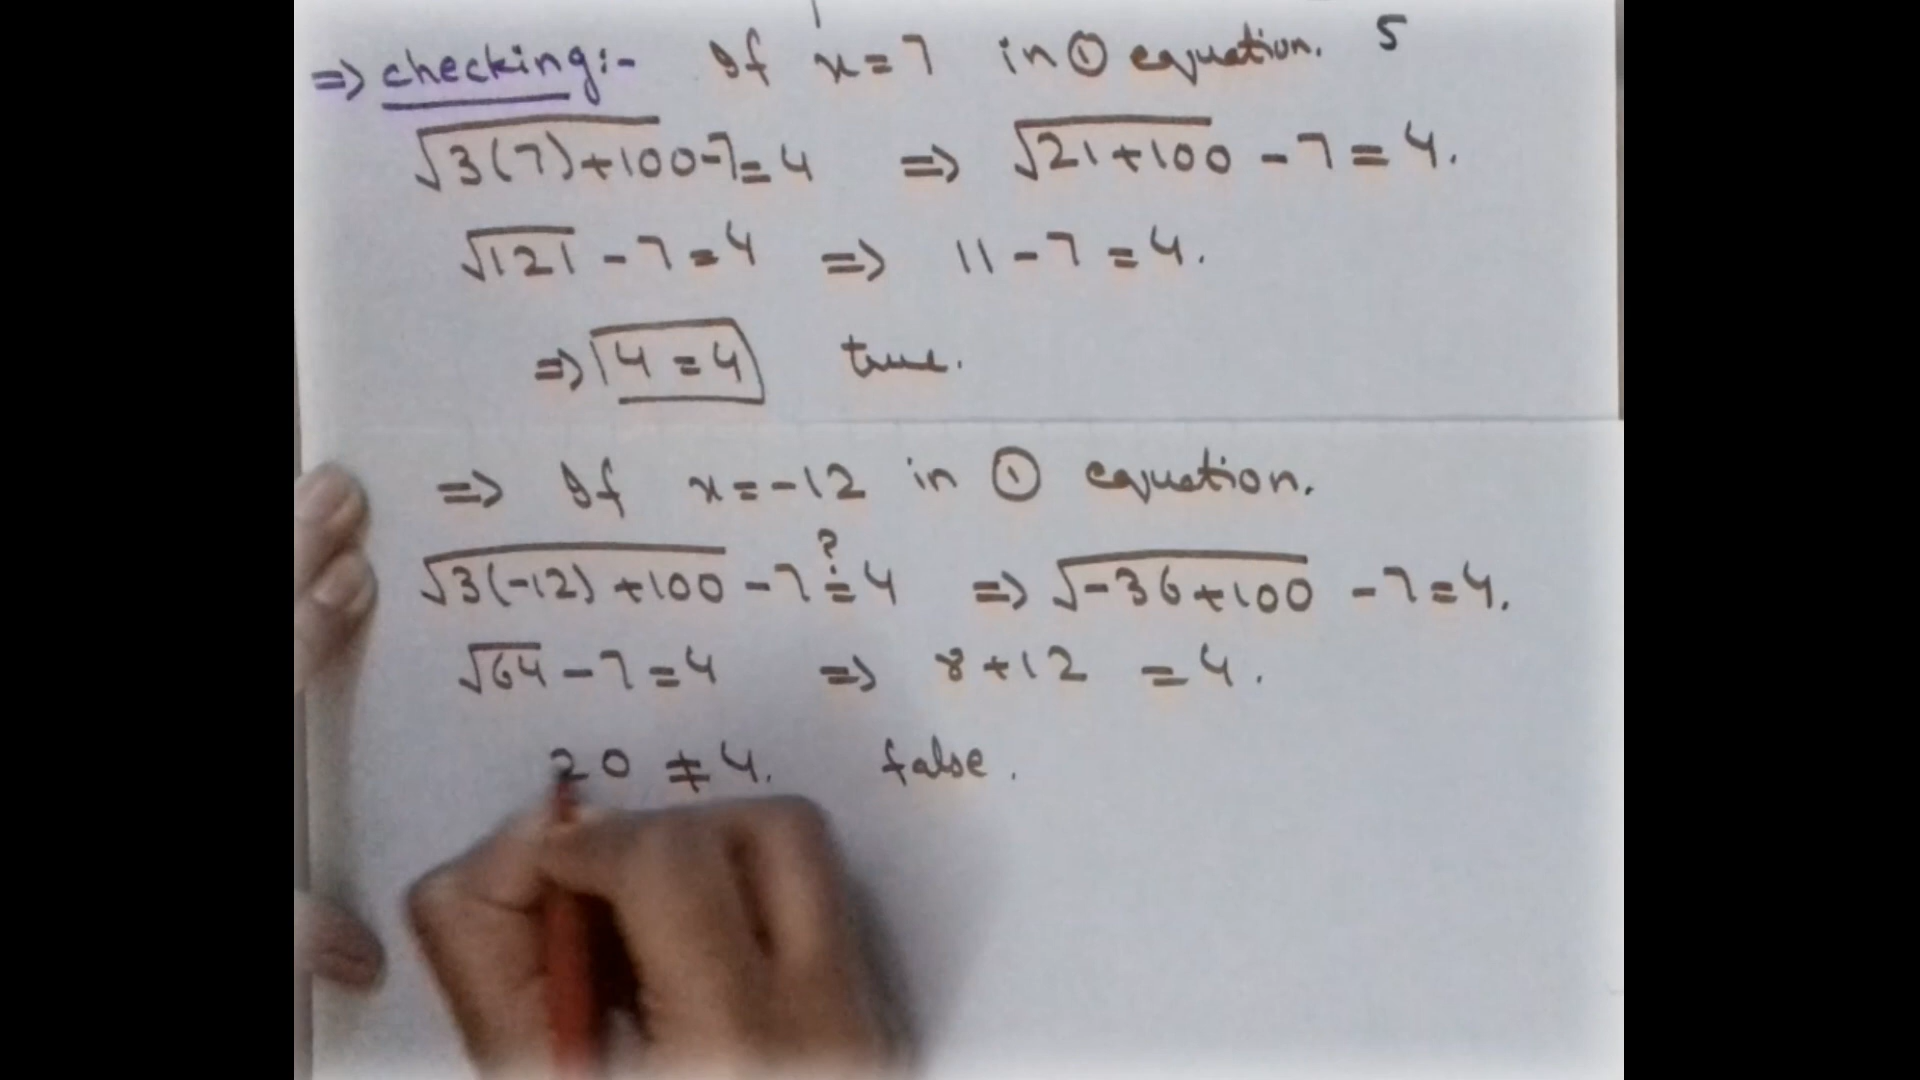 ⇒ checking:- If x=7 in ① equation. 5
√3(7)+100-7=4 ⇒ √21+100 -7=4.
√121 -7=4 ⇒ 11-7=4.
⇒ 4=4 true.
⇒ If x=-12 in ① equation.
√3(-12)+100 -7≟4 ⇒ √-36+100 -7=4.
√64 -7=4 ⇒ 8+12 =4.
20 ≠ 4. false.